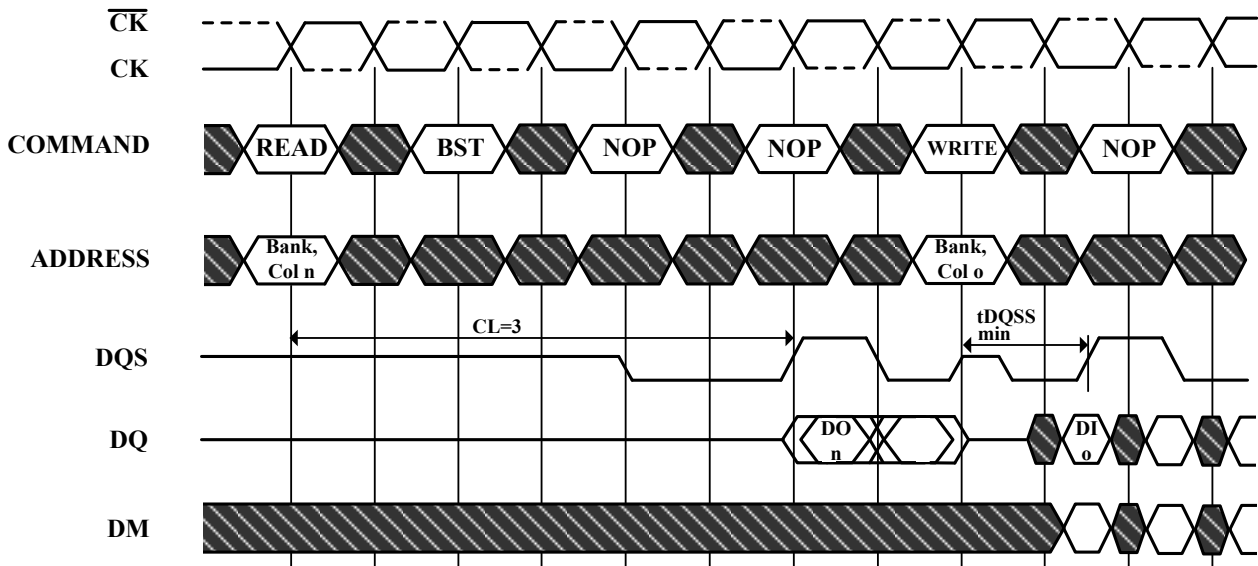 CK
CK
COMMAND
READ
BST
NOP
NOP
WRITE
NOP
ADDRESS
Bank,
Col n
Bank,
Col o
DQS
CL=3
tDQSS
min
DQ
DO
n
DI
o
DM